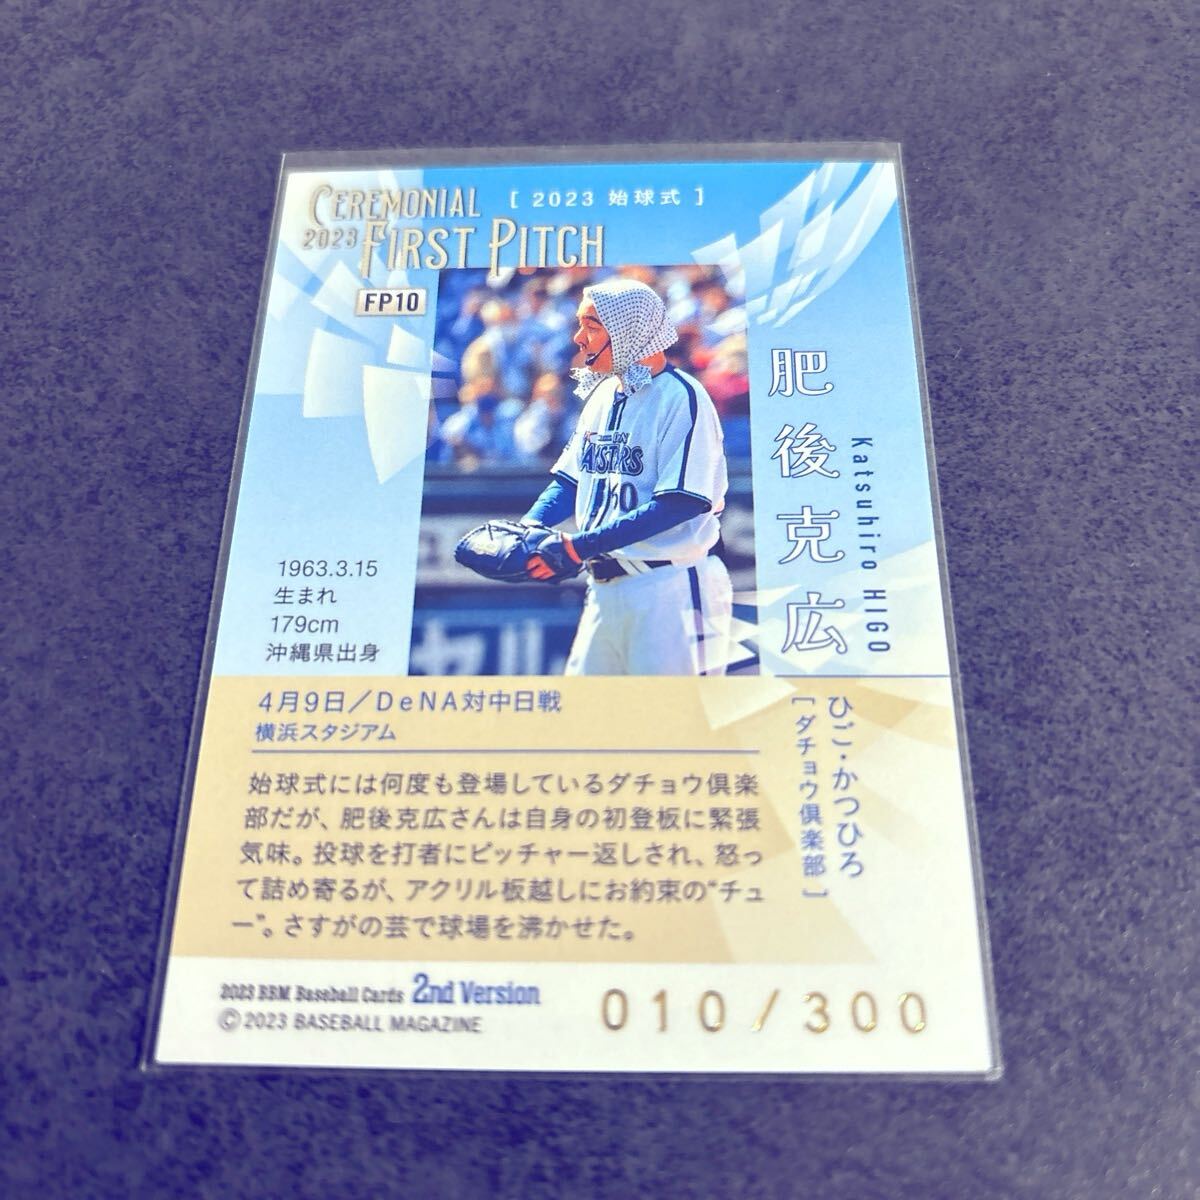 CEREMONIAL
2023 FIRST PITCH
[ 2023 始球式 ]
FP10
肥後克広
Katsuhiro HIGO
ひご・かつひろ
[ダチョウ倶楽部]
1963.3.15
生まれ
179cm
沖縄県出身
4月9日／DeNA対中日戦
横浜スタジアム
始球式には何度も登場しているダチョウ倶楽
部だが、肥後克広さんは自身の初登板に緊張
気味。投球を打者にピッチャー返しされ、怒っ
て詰め寄るが、アクリル板越しにお約束の“チュ
ー”。さすがの芸で球場を沸かせた。
2023 BBM Baseball Cards 2nd Version
© 2023 BASEBALL MAGAZINE
010/300